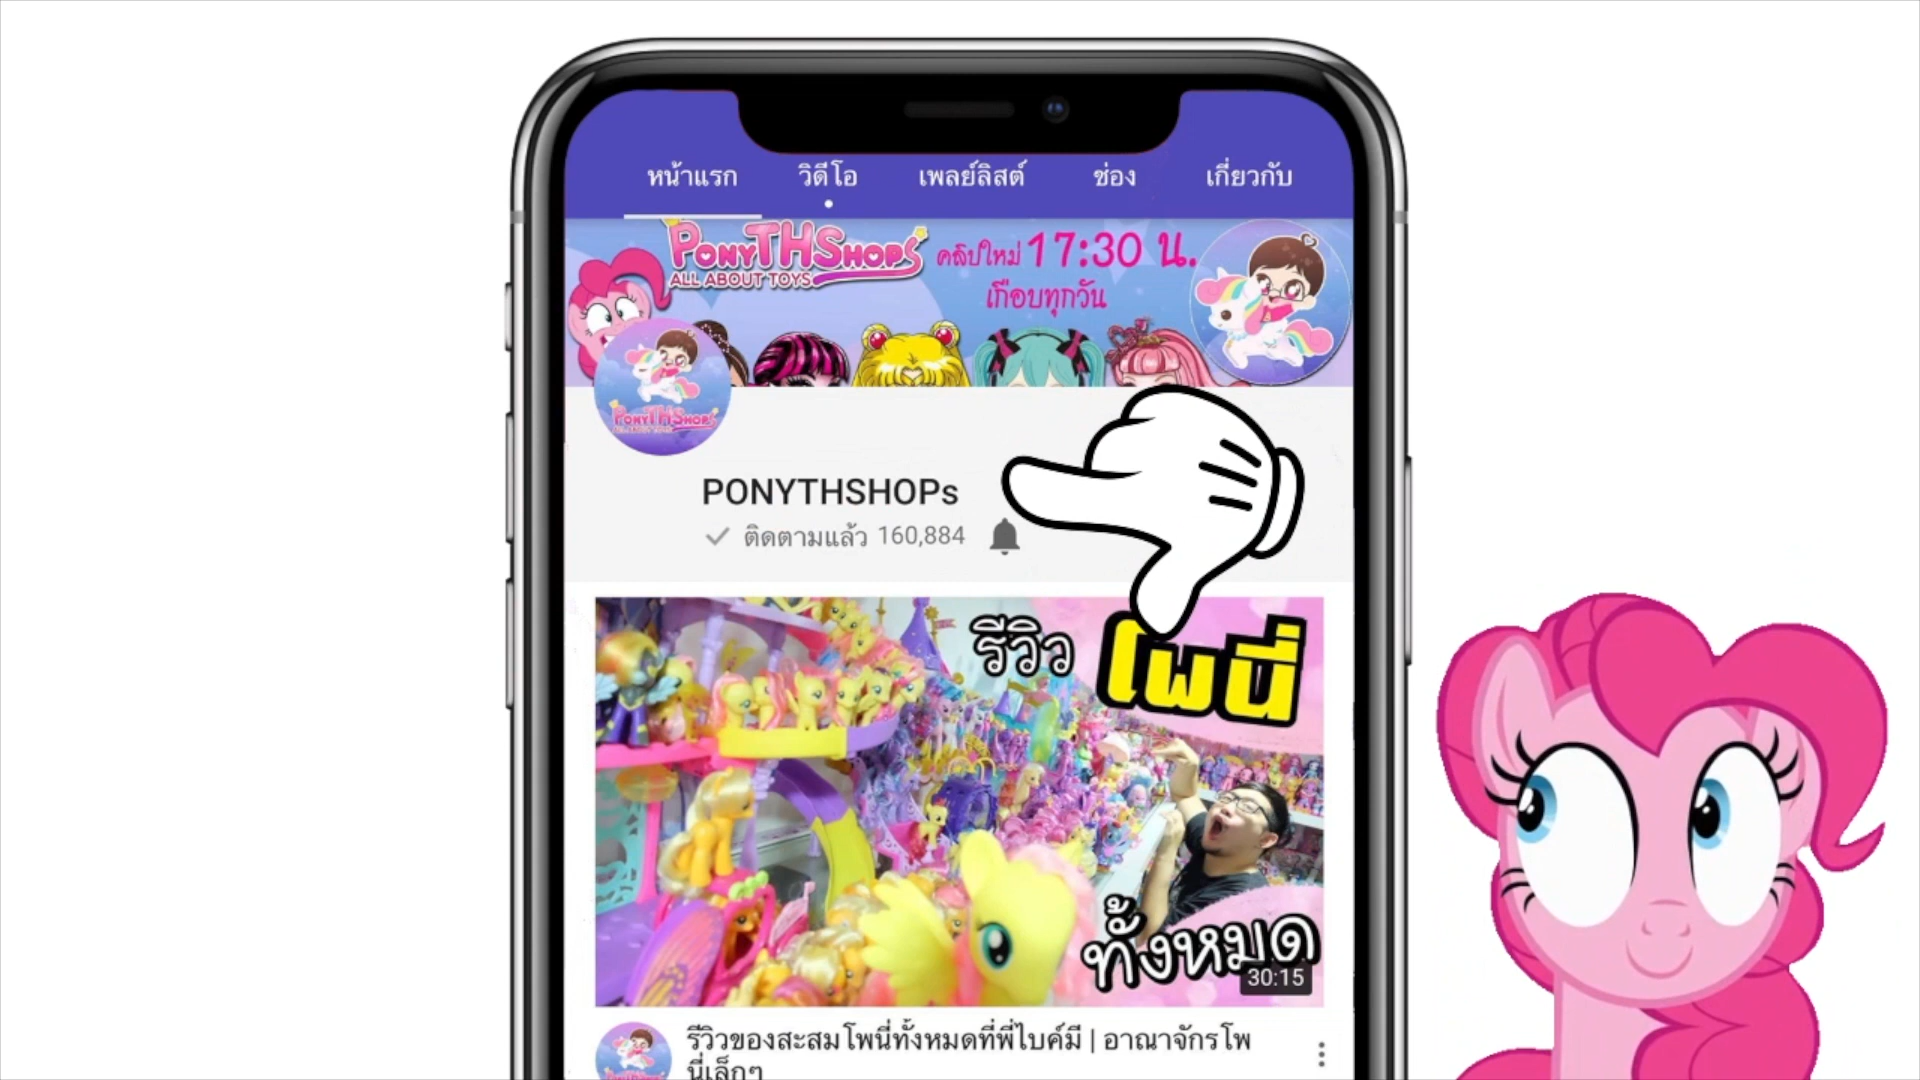 หน้าแรก วิดีโอ เพลย์ลิสต์ ช่อง เกี่ยวกับ
PONYTHSHOPS
ALL ABOUT TOYS
คลิปใหม่ 17:30 น.
เกือบทุกวัน
PONYTHSHOPS
ALL ABOUT TOYS
PONYTHSHOPs
ติดตามแล้ว 160,884
รีวิว โพนี่
ทั้งหมด
30:15
รีวิวของสะสมโพนี่ทั้งหมดที่พี่ไบค์มี | อาณาจักรโพ
นี่เล็กๆ